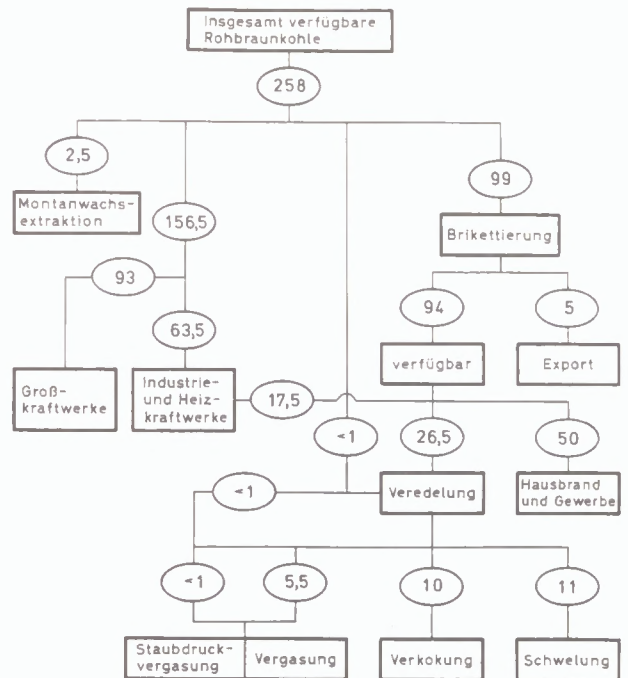 Insgesamt verfügbare
Rohbraunkohle
258
2,5
99
Montanwachs-
extraktion
156,5
Brikettierung
93
94
5
63,5
verfügbar
Export
Groß-
kraftwerke
Industrie-
und Heiz-
kraftwerke
17,5
<1
26,5
50
<1
Veredelung
Hausbrand
und Gewerbe
<1
5,5
10
11
Staubdruck-
vergasung
Vergasung
Verkokung
Schwelung